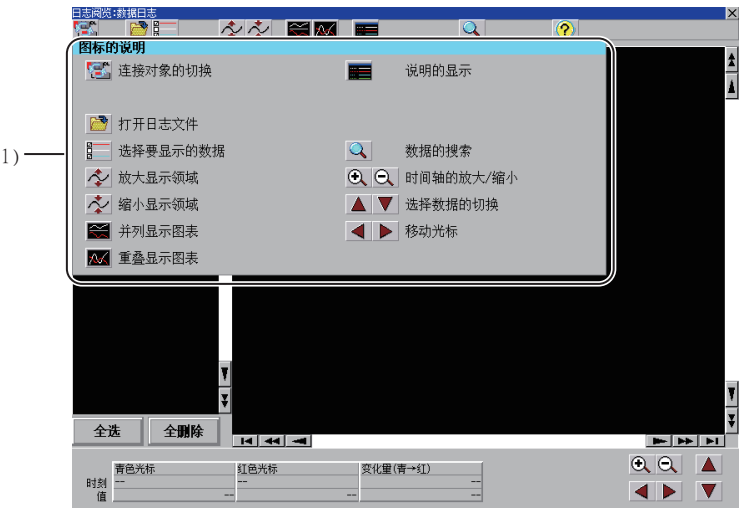 日志阅览:数据日志
图标的说明
连接对象的切换
说明的显示
打开日志文件
选择要显示的数据
数据的搜索
放大显示领域
时间轴的放大/缩小
缩小显示领域
选择数据的切换
并列显示图表
移动光标
重叠显示图表
1)
全选
全删除
青色光标
红色光标
变化量(青→红)
时刻 -- -- --
值 -- -- --